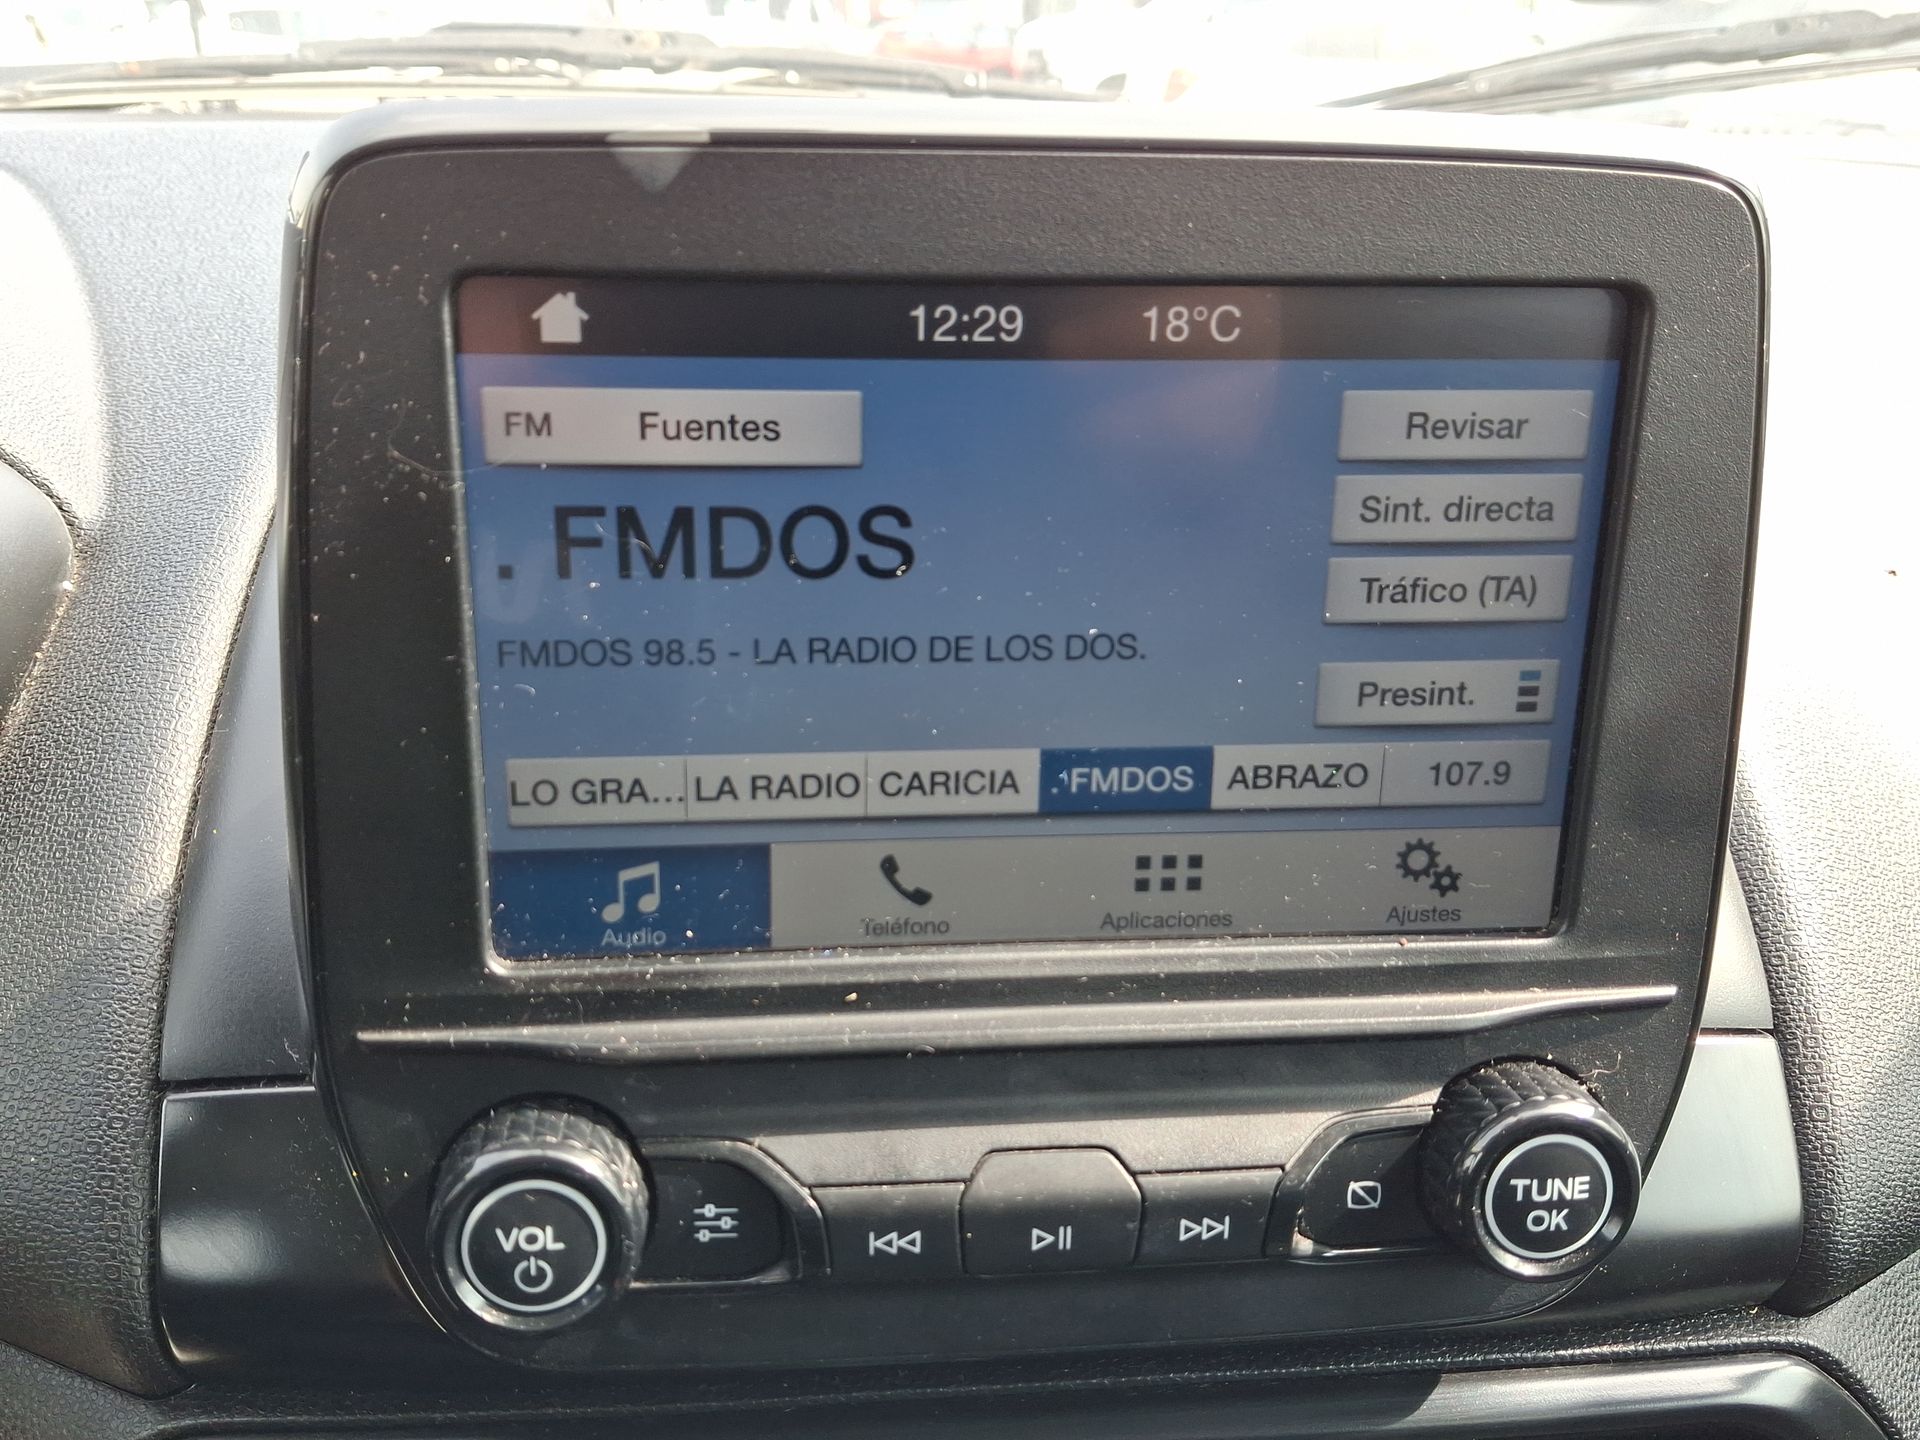 12:29 18°C
FM Fuentes
Revisar
. FMDOS
Sint. directa
Tráfico (TA)
FMDOS 98.5 - LA RADIO DE LOS DOS.
Presint.
LO GRA... LA RADIO CARICIA . FMDOS ABRAZO 107.9
Audio Teléfono Aplicaciones Ajustes
VOL
TUNE
OK